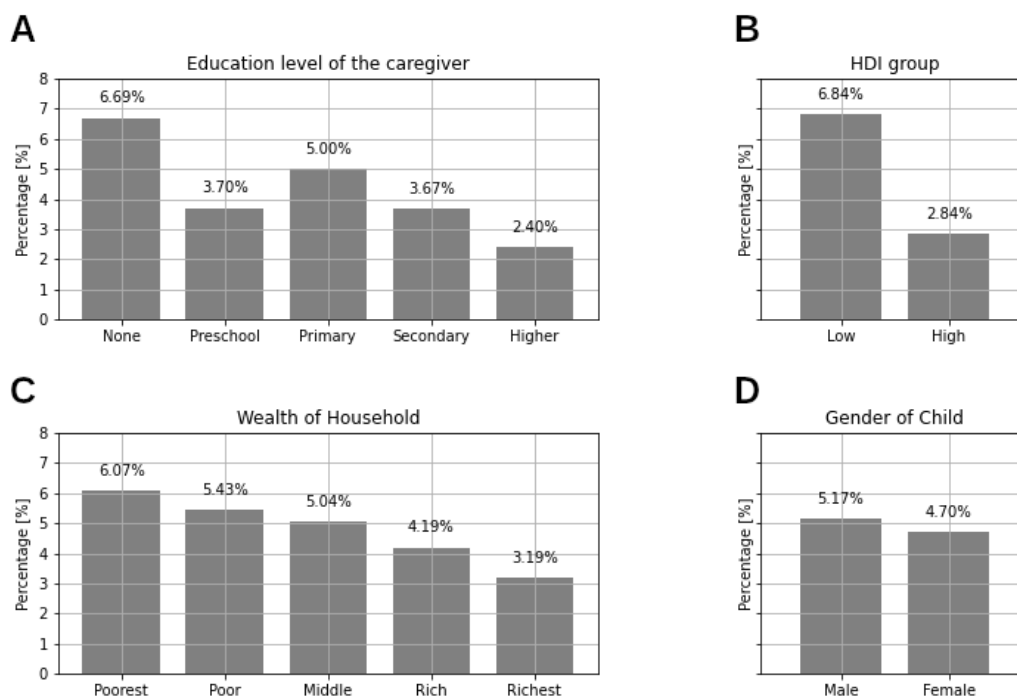 A
Education level of the caregiver
Percentage [%]
8
7
6
5
4
3
2
1
0
6.69%
3.70%
5.00%
3.67%
2.40%
None Preschool Primary Secondary Higher
B
HDI group
Percentage [%]
6.84%
2.84%
Low High
C
Wealth of Household
Percentage [%]
8
7
6
5
4
3
2
1
0
6.07%
5.43%
5.04%
4.19%
3.19%
Poorest Poor Middle Rich Richest
D
Gender of Child
Percentage [%]
5.17%
4.70%
Male Female